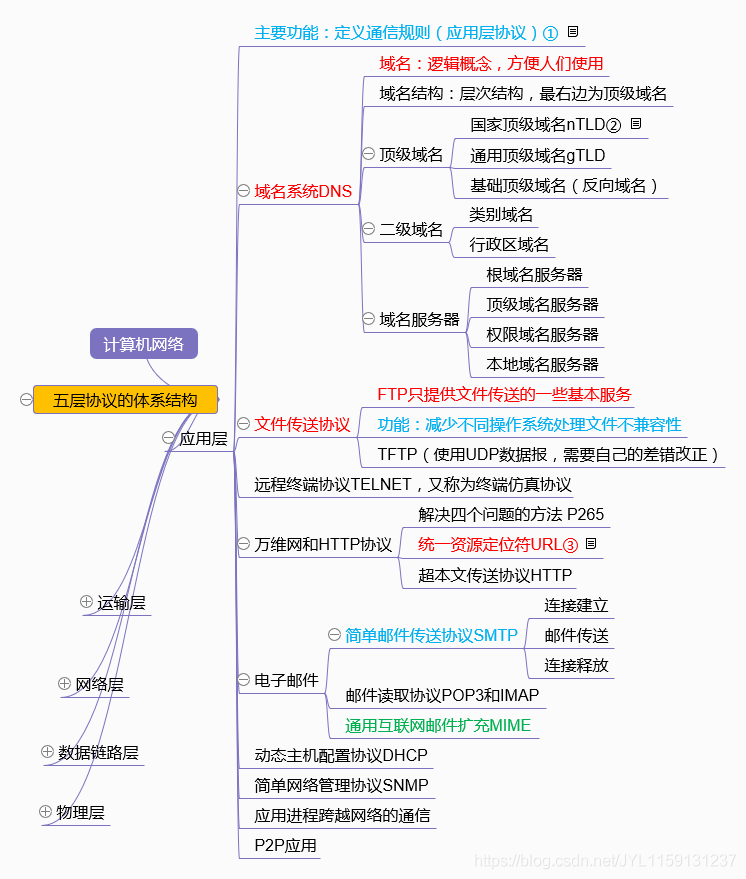 主要功能：定义通信规则（应用层协议）①
域名：逻辑概念，方便人们使用
域名结构：层次结构，最右边为顶级域名
国家顶级域名nTLD②
顶级域名
通用顶级域名gTLD
基础顶级域名（反向域名）
域名系统DNS
类别域名
二级域名
行政区域名
根域名服务器
顶级域名服务器
域名服务器
权限域名服务器
本地域名服务器
计算机网络
五层协议的体系结构
FTP只提供文件传送的一些基本服务
文件传送协议
功能：减少不同操作系统处理文件不兼容性
应用层
TFTP（使用UDP数据报，需要自己的差错改正）
远程终端协议TELNET，又称为终端仿真协议
解决四个问题的方法 P265
万维网和HTTP协议
统一资源定位符URL③
超本文传送协议HTTP
运输层
连接建立
简单邮件传送协议SMTP
邮件传送
连接释放
电子邮件
网络层
邮件读取协议POP3和IMAP
通用互联网邮件扩充MIME
数据链路层
动态主机配置协议DHCP
简单网络管理协议SNMP
物理层
应用进程跨越网络的通信
P2P应用
https://blog.csdn.net/JYL1159131237